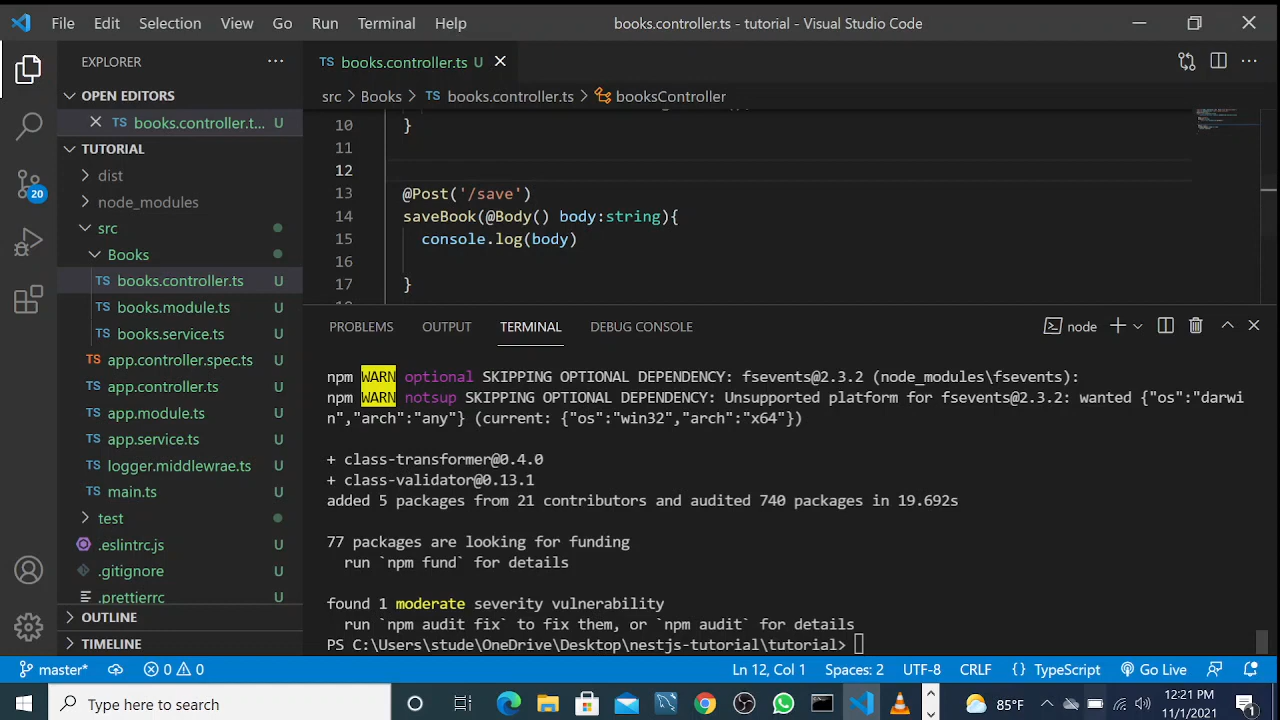 File Edit Selection View Go Run Terminal Help books.controller.ts - tutorial - Visual Studio Code
EXPLORER
OPEN EDITORS
books.controller.t... U
TUTORIAL
dist
node_modules
src
Books
TS books.controller.ts U
TS books.module.ts U
TS books.service.ts U
TS app.controller.spec.ts U
TS app.controller.ts U
TS app.module.ts U
TS app.service.ts U
TS logger.middlewrae.ts U
TS main.ts U
test
.eslintrc.js U
.gitignore U
.prettierrc U
OUTLINE
TIMELINE
20
TS books.controller.ts U
src > Books > TS books.controller.ts > booksController
10 }
11
12
13 @Post('/save')
14 saveBook(@Body() body:string){
15 console.log(body)
16
17 }
PROBLEMS OUTPUT TERMINAL DEBUG CONSOLE node
npm WARN optional SKIPPING OPTIONAL DEPENDENCY: fsevents@2.3.2 (node_modules\fsevents):
npm WARN notsup SKIPPING OPTIONAL DEPENDENCY: Unsupported platform for fsevents@2.3.2: wanted {"os":"darwi
n","arch":"any"} (current: {"os":"win32","arch":"x64"})
+ class-transformer@0.4.0
+ class-validator@0.13.1
added 5 packages from 21 contributors and audited 740 packages in 19.692s
77 packages are looking for funding
run `npm fund` for details
found 1 moderate severity vulnerability
run `npm audit fix` to fix them, or `npm audit` for details
PS C:\Users\stude\OneDrive\Desktop\nestjs-tutorial\tutorial>
master* 0 0 Ln 12, Col 1 Spaces: 2 UTF-8 CRLF {} TypeScript Go Live
Type here to search
85°F
12:21 PM
11/1/2021
1